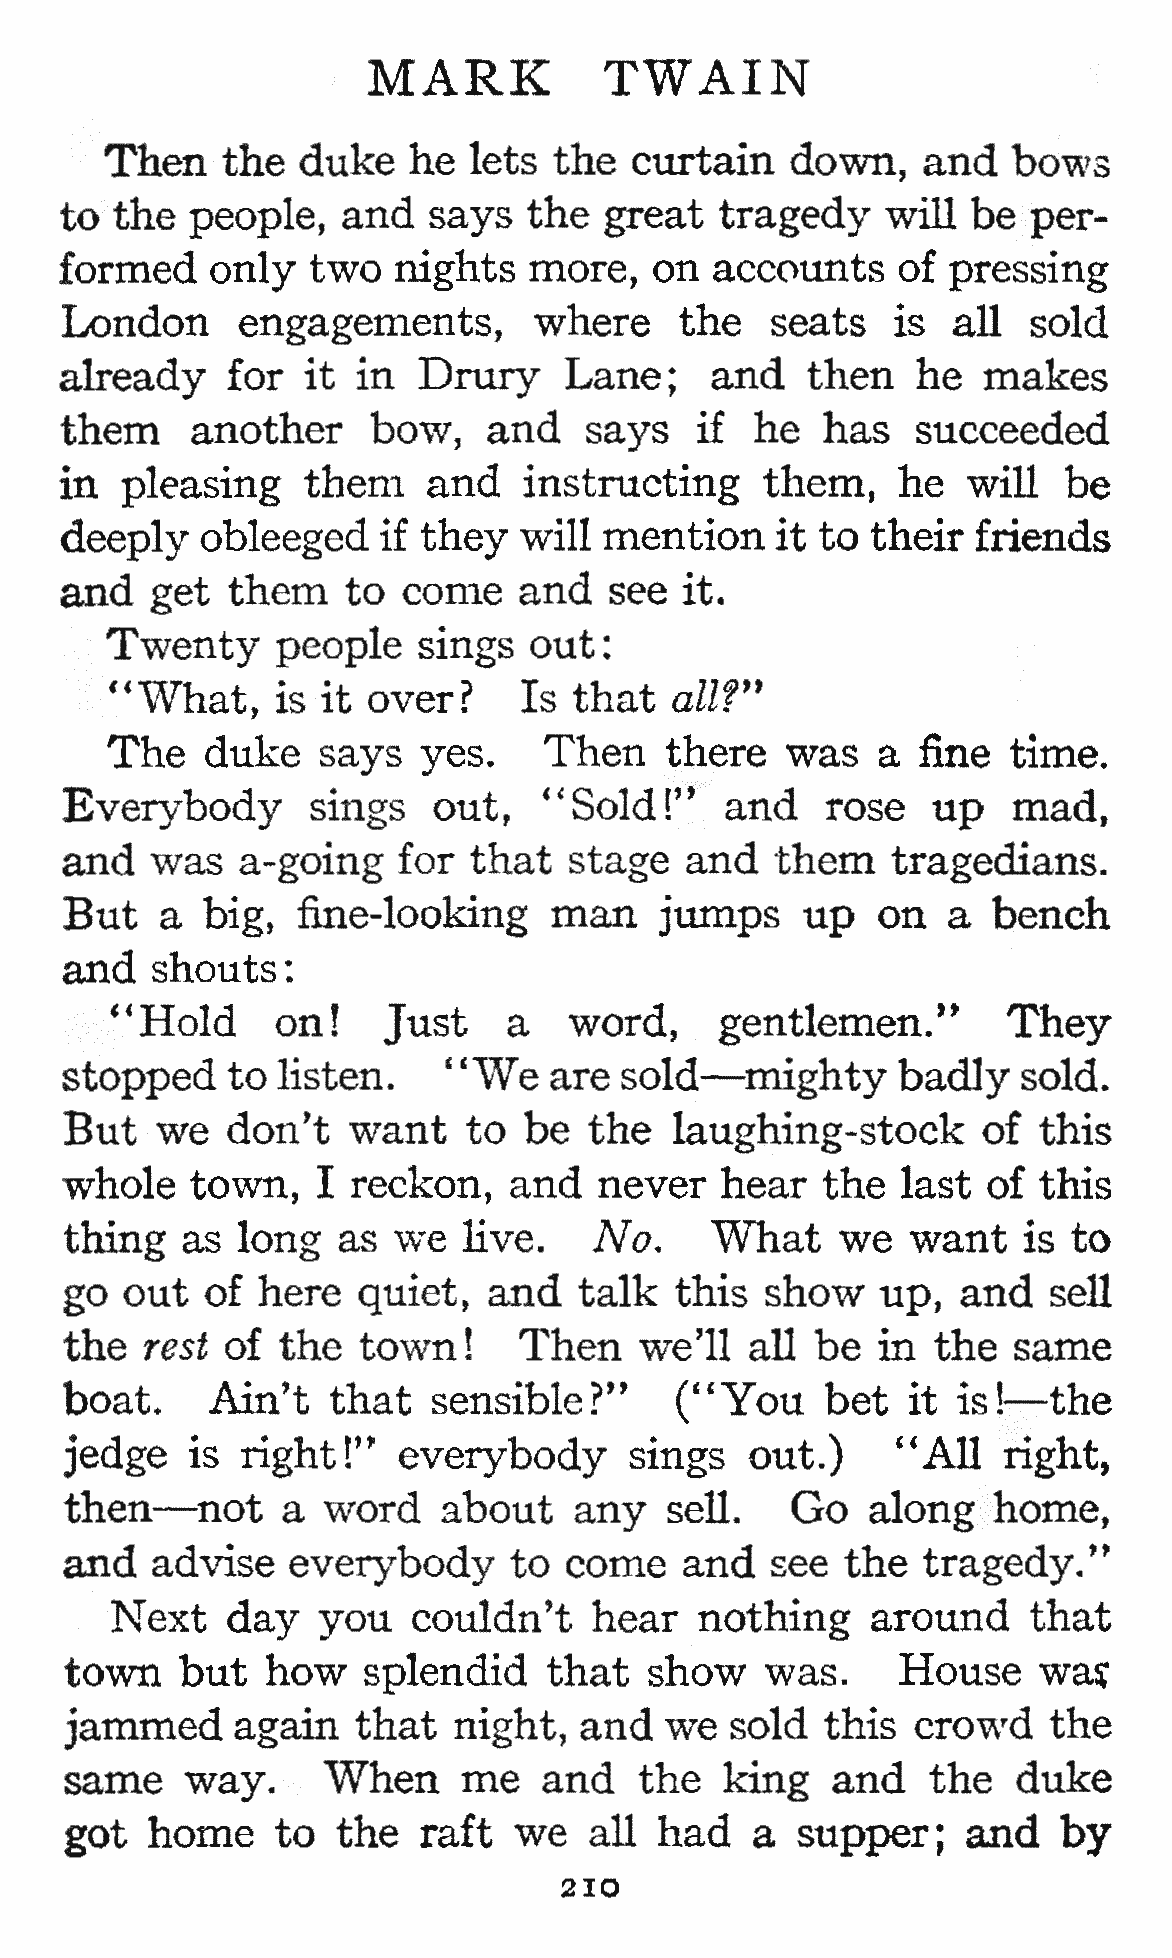 MARK TWAIN
Then the duke he lets the curtain down, and bows
to the people, and says the great tragedy will be per-
formed only two nights more, on accounts of pressing
London engagements, where the seats is all sold
already for it in Drury Lane; and then he makes
them another bow, and says if he has succeeded
in pleasing them and instructing them, he will be
deeply obleeged if they will mention it to their friends
and get them to come and see it.
Twenty people sings out:
“What, is it over? Is that all?”
The duke says yes. Then there was a fine time.
Everybody sings out, “Sold!” and rose up mad,
and was a-going for that stage and them tragedians.
But a big, fine-looking man jumps up on a bench
and shouts:
“Hold on! Just a word, gentlemen.” They
stopped to listen. “We are sold—mighty badly sold.
But we don’t want to be the laughing-stock of this
whole town, I reckon, and never hear the last of this
thing as long as we live. No. What we want is to
go out of here quiet, and talk this show up, and sell
the rest of the town! Then we’ll all be in the same
boat. Ain’t that sensible?” (“You bet it is!—the
jedge is right!” everybody sings out.) “All right,
then—not a word about any sell. Go along home,
and advise everybody to come and see the tragedy.”
Next day you couldn’t hear nothing around that
town but how splendid that show was. House was
jammed again that night, and we sold this crowd the
same way. When me and the king and the duke
got home to the raft we all had a supper; and by
210